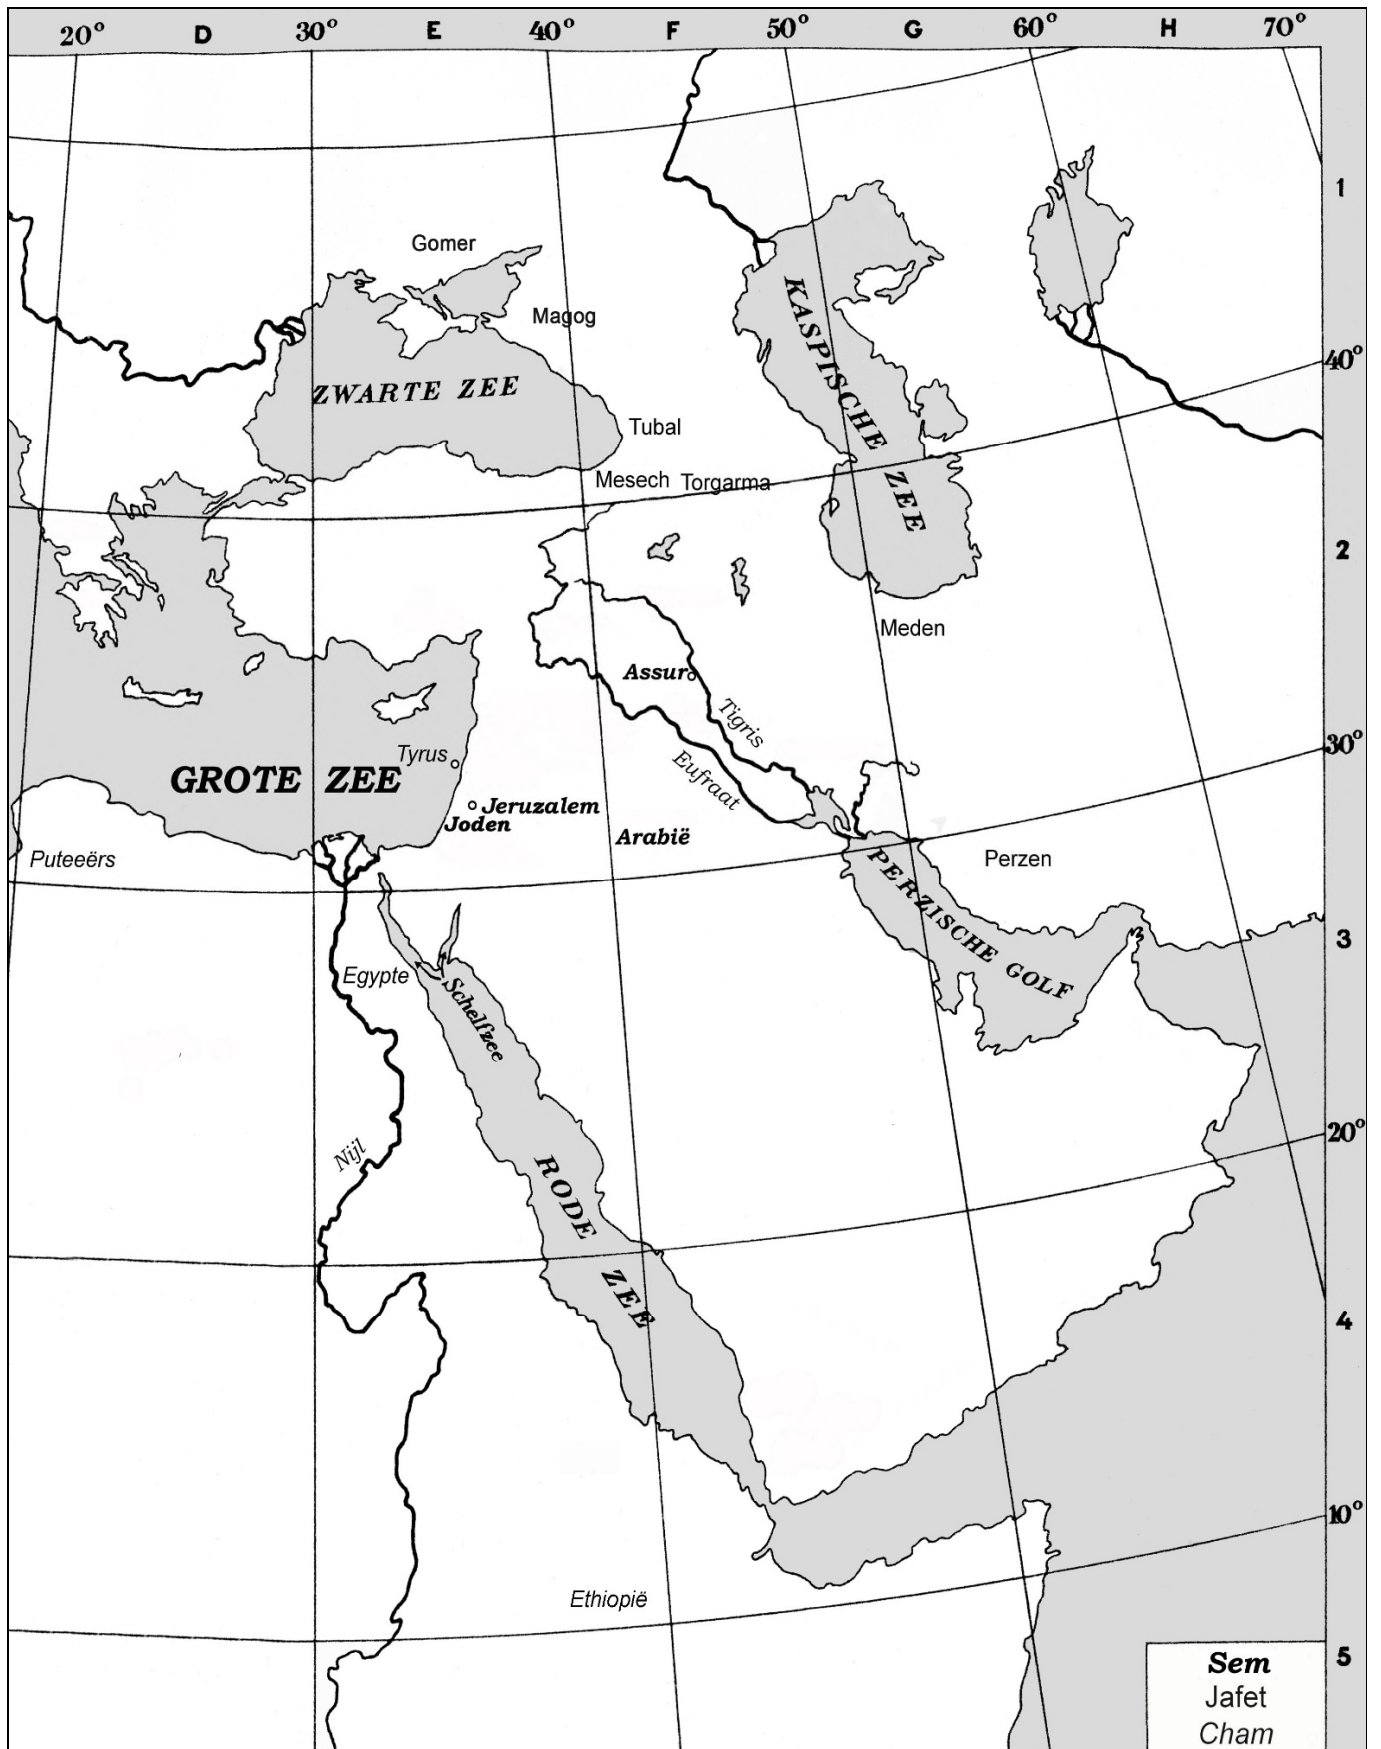 20° D 30° E 40° F 50° G 60° H 70°
1
Gomer
KASPISCHE ZEE
Magog
40°
ZWARTE ZEE
Tubal
Mesech Torgarma
2
Meden
Assur
Tigris
30°
Tyrus
Eufraat
GROTE ZEE
Jeruzalem
Joden
Arabië
Puteeërs
Perzen
PERZISCHE GOLF
3
Egypte
Schelfzee
20°
Nijl
RODE ZEE
4
10°
Ethiopië
5
Sem
Jafet
Cham